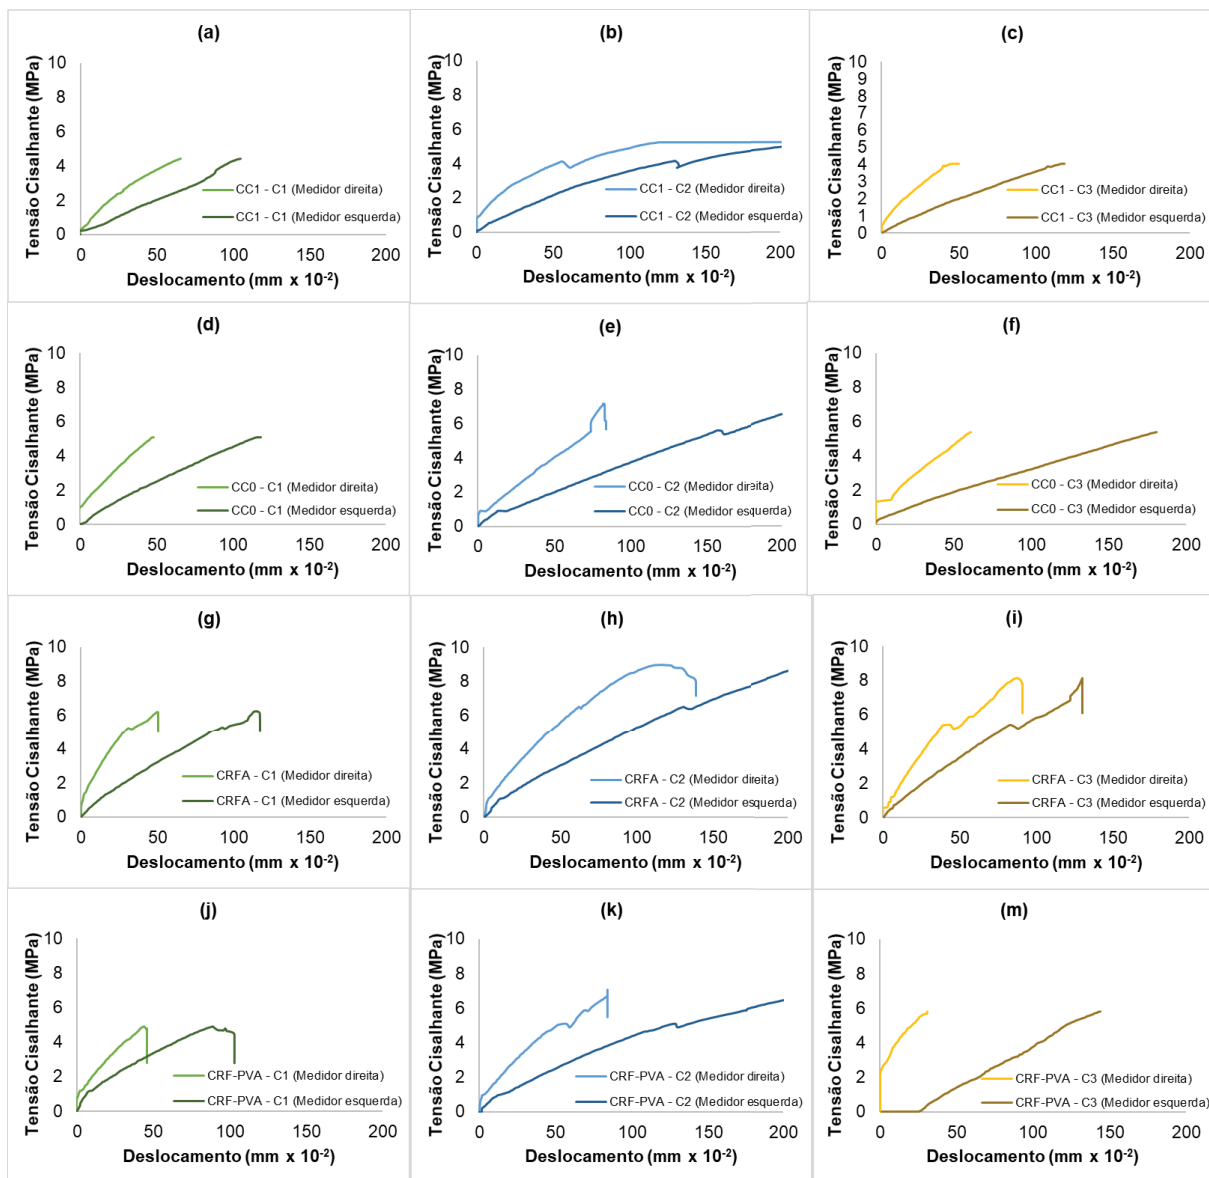 (a)
Tensão Cisalhante (MPa)
10
8
6
4
2
0
CC1 - C1 (Medidor direita)
CC1 - C1 (Medidor esquerda)
0 50 100 150 200
Deslocamento (mm x 10-2)
(b)
Tensão Cisalhante (MPa)
10
8
6
4
2
0
CC1 - C2 (Medidor direita)
CC1 - C2 (Medidor esquerda)
0 50 100 150 200
Deslocamento (mm x 10-2)
(c)
Tensão Cisalhante (MPa)
10
9
8
7
6
5
4
3
2
1
0
CC1 - C3 (Medidor direita)
CC1 - C3 (Medidor esquerda)
0 50 100 150 200
Deslocamento (mm x 10-2)
(d)
Tensão Cisalhante (MPa)
10
8
6
4
2
0
CC0 - C1 (Medidor direita)
CC0 - C1 (Medidor esquerda)
0 50 100 150 200
Deslocamento (mm x 10-2)
(e)
Tensão Cisalhante (MPa)
10
8
6
4
2
0
CC0 - C2 (Medidor direita)
CC0 - C2 (Medidor esquerda)
0 50 100 150 200
Deslocamento (mm x 10-2)
(f)
Tensão Cisalhante (MPa)
10
8
6
4
2
0
CC0 - C3 (Medidor direita)
CC0 - C3 (Medidor esquerda)
0 50 100 150 200
Deslocamento (mm x 10-2)
(g)
Tensão Cisalhante (MPa)
10
8
6
4
2
0
CRFA - C1 (Medidor direita)
CRFA - C1 (Medidor esquerda)
0 50 100 150 200
Deslocamento (mm x 10-2)
(h)
Tensão Cisalhante (MPa)
10
8
6
4
2
0
CRFA - C2 (Medidor direita)
CRFA - C2 (Medidor esquerda)
0 50 100 150 200
Deslocamento (mm x 10-2)
(i)
Tensão Cisalhante (MPa)
10
8
6
4
2
0
CRFA - C3 (Medidor direita)
CRFA - C3 (Medidor esquerda)
0 50 100 150 200
Deslocamento (mm x 10-2)
(j)
Tensão Cisalhante (MPa)
10
8
6
4
2
0
CRF-PVA - C1 (Medidor direita)
CRF-PVA - C1 (Medidor esquerda)
0 50 100 150 200
Deslocamento (mm x 10-2)
(k)
Tensão Cisalhante (MPa)
10
8
6
4
2
0
CRF-PVA - C2 (Medidor direita)
CRF-PVA - C2 (Medidor esquerda)
0 50 100 150 200
Deslocamento (mm x 10-2)
(m)
Tensão Cisalhante (MPa)
10
8
6
4
2
0
CRF-PVA - C3 (Medidor direita)
CRF-PVA - C3 (Medidor esquerda)
0 50 100 150 200
Deslocamento (mm x 10-2)